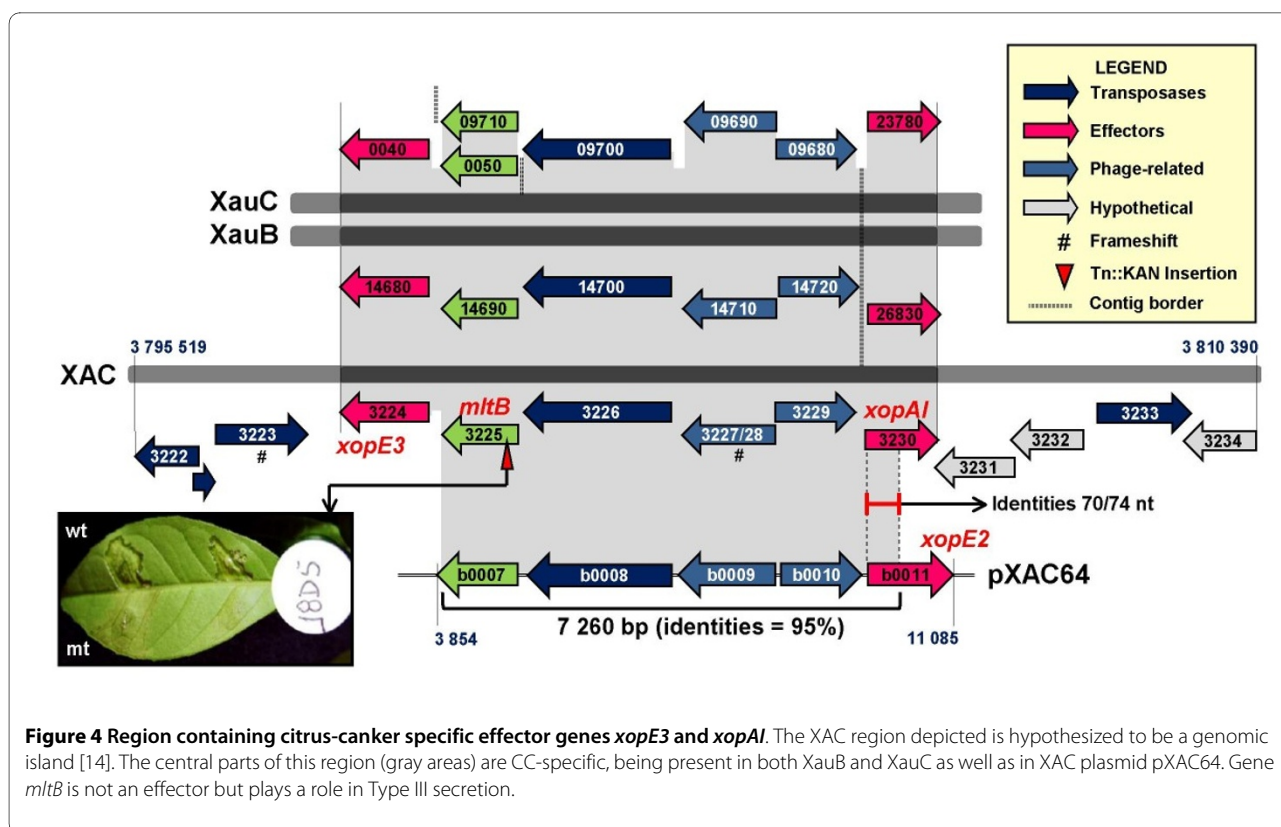 LEGEND
Transposases
Effectors
Phage-related
Hypothetical
# Frameshift
Tn::KAN Insertion
Contig border
09710 09690 23780
0040 09700 09680
0050
XauC
XauB
14680 14700 14720
14690 14710 26830
3 795 519 3 810 390
XAC
3224 mltB 3226 3229 xopAI 3233
3223 3225 3227/28 3230 3232 3234
# xopE3 #
3222 3231
Identities 70/74 nt
xopE2
wt
b0007 b0008 b0009 b0010 b0011 pXAC64
18D5
7 260 bp (identities = 95%)
3 854 11 085
mt
Figure 4 Region containing citrus-canker specific effector genes xopE3 and xopAI. The XAC region depicted is hypothesized to be a genomic
island [14]. The central parts of this region (gray areas) are CC-specific, being present in both XauB and XauC as well as in XAC plasmid pXAC64. Gene
mltB is not an effector but plays a role in Type III secretion.